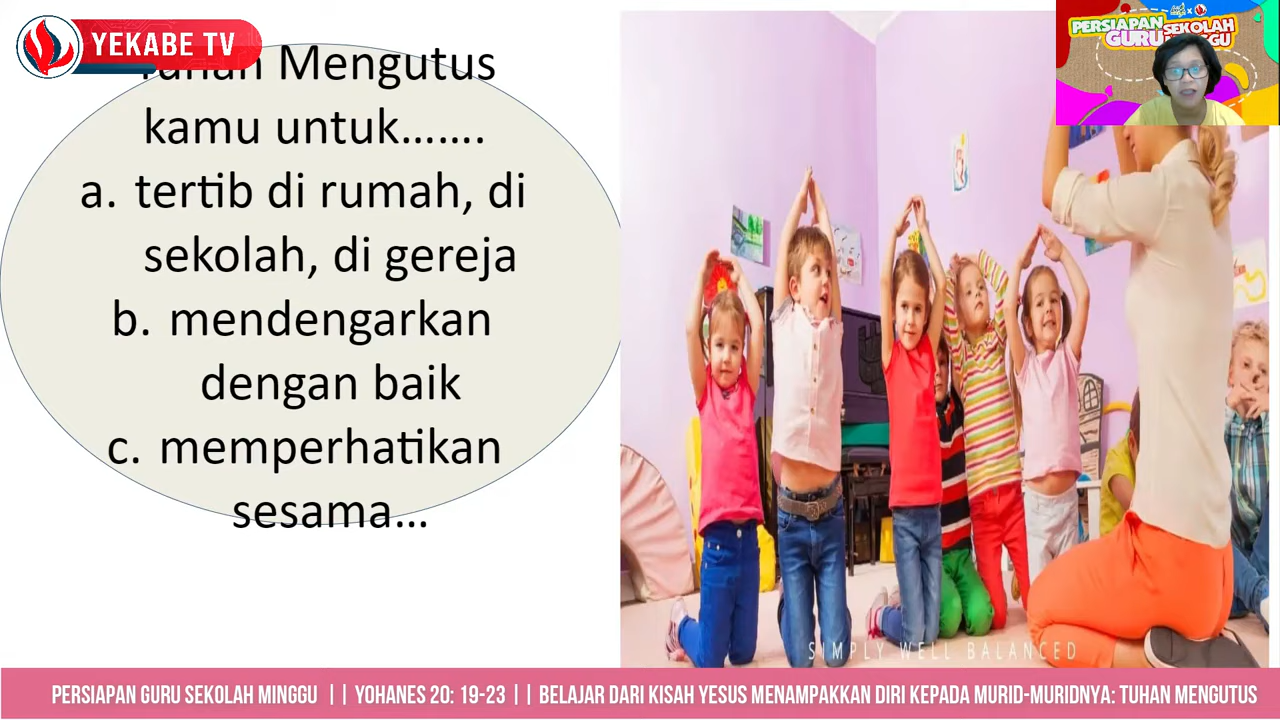 YEKABE TV
Tuhan Mengutus
kamu untuk.......
a. tertib di rumah, di
sekolah, di gereja
b. mendengarkan
dengan baik
c. memperhatikan
sesama...
PERSIAPAN SEKOLAH
GURU MINGGU
SIMPLY WELL BALANCED
PERSIAPAN GURU SEKOLAH MINGGU || YOHANES 20: 19-23 || BELAJAR DARI KISAH YESUS MENAMPAKKAN DIRI KEPADA MURID-MURIDNYA: TUHAN MENGUTUS